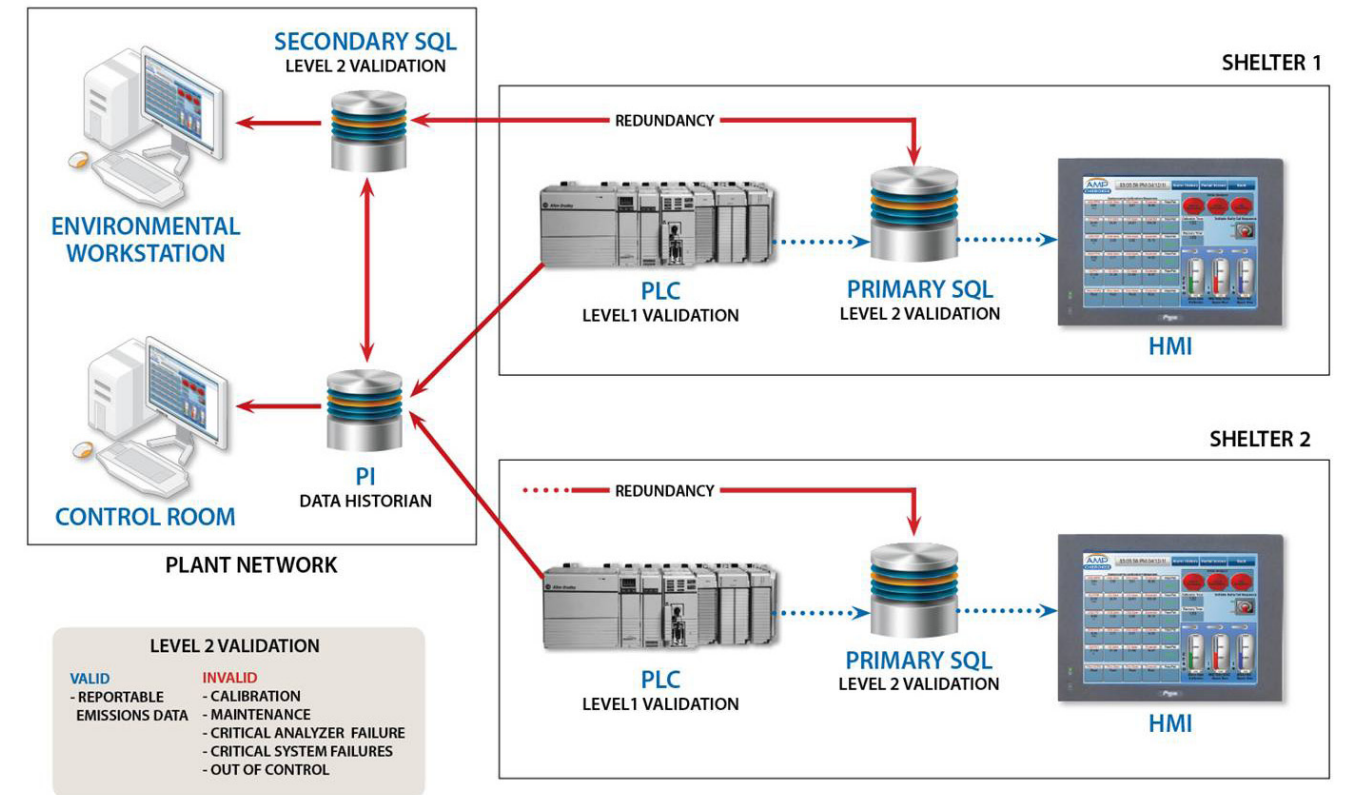 SECONDARY SQL
LEVEL 2 VALIDATION
ENVIRONMENTAL
WORKSTATION
CONTROL ROOM
PI
DATA HISTORIAN
PLANT NETWORK
SHELTER 1
REDUNDANCY
PLC
LEVEL1 VALIDATION
PRIMARY SQL
LEVEL 2 VALIDATION
AMP
HMI
SHELTER 2
REDUNDANCY
PLC
LEVEL1 VALIDATION
PRIMARY SQL
LEVEL 2 VALIDATION
AMP
HMI
LEVEL 2 VALIDATION
VALID
- REPORTABLE
EMISSIONS DATA
INVALID
- CALIBRATION
- MAINTENANCE
- CRITICAL ANALYZER FAILURE
- CRITICAL SYSTEM FAILURES
- OUT OF CONTROL